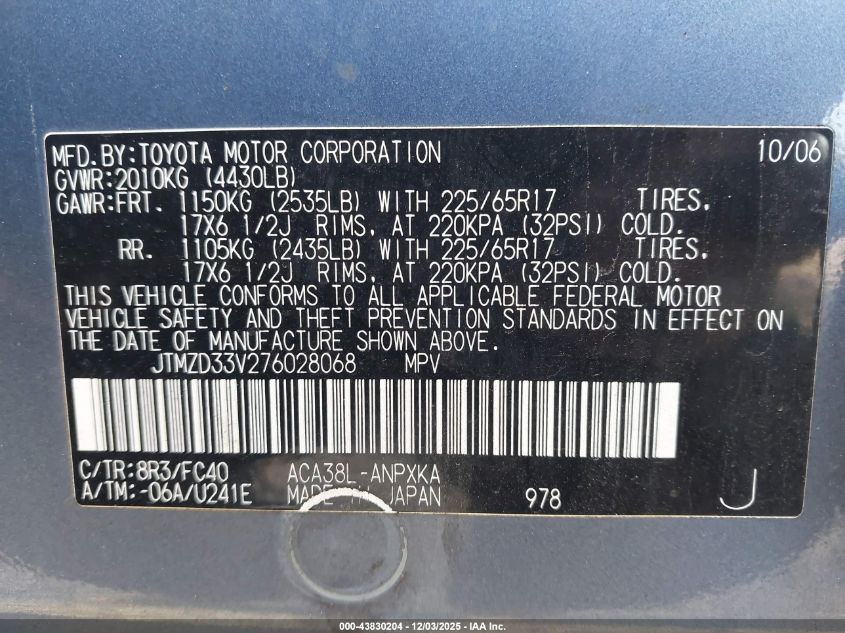 MFD.BY:TOYOTA MOTOR CORPORATION 10/06
GVWR:2010KG (4430LB)
GAWR:FRT. 1150KG (2535LB) WITH 225/65R17 TIRES,
17X6 1/2J RIMS, AT 220KPA (32PSI) COLD.
RR. 1105KG (2435LB) WITH 225/65R17 TIRES,
17X6 1/2J RIMS, AT 220KPA (32PSI) COLD.
THIS VEHICLE CONFORMS TO ALL APPLICABLE FEDERAL MOTOR
VEHICLE SAFETY AND THEFT PREVENTION STANDARDS IN EFFECT ON
THE DATE OF MANUFACTURE SHOWN ABOVE.
JTMZD33V276028068 MPV
C/TR:8R3/FC40 ACA38L-ANPXKA
A/TM:-06A/U241E MADE IN JAPAN 978 J
000-43830204 - 12/03/2025 - IAA Inc.